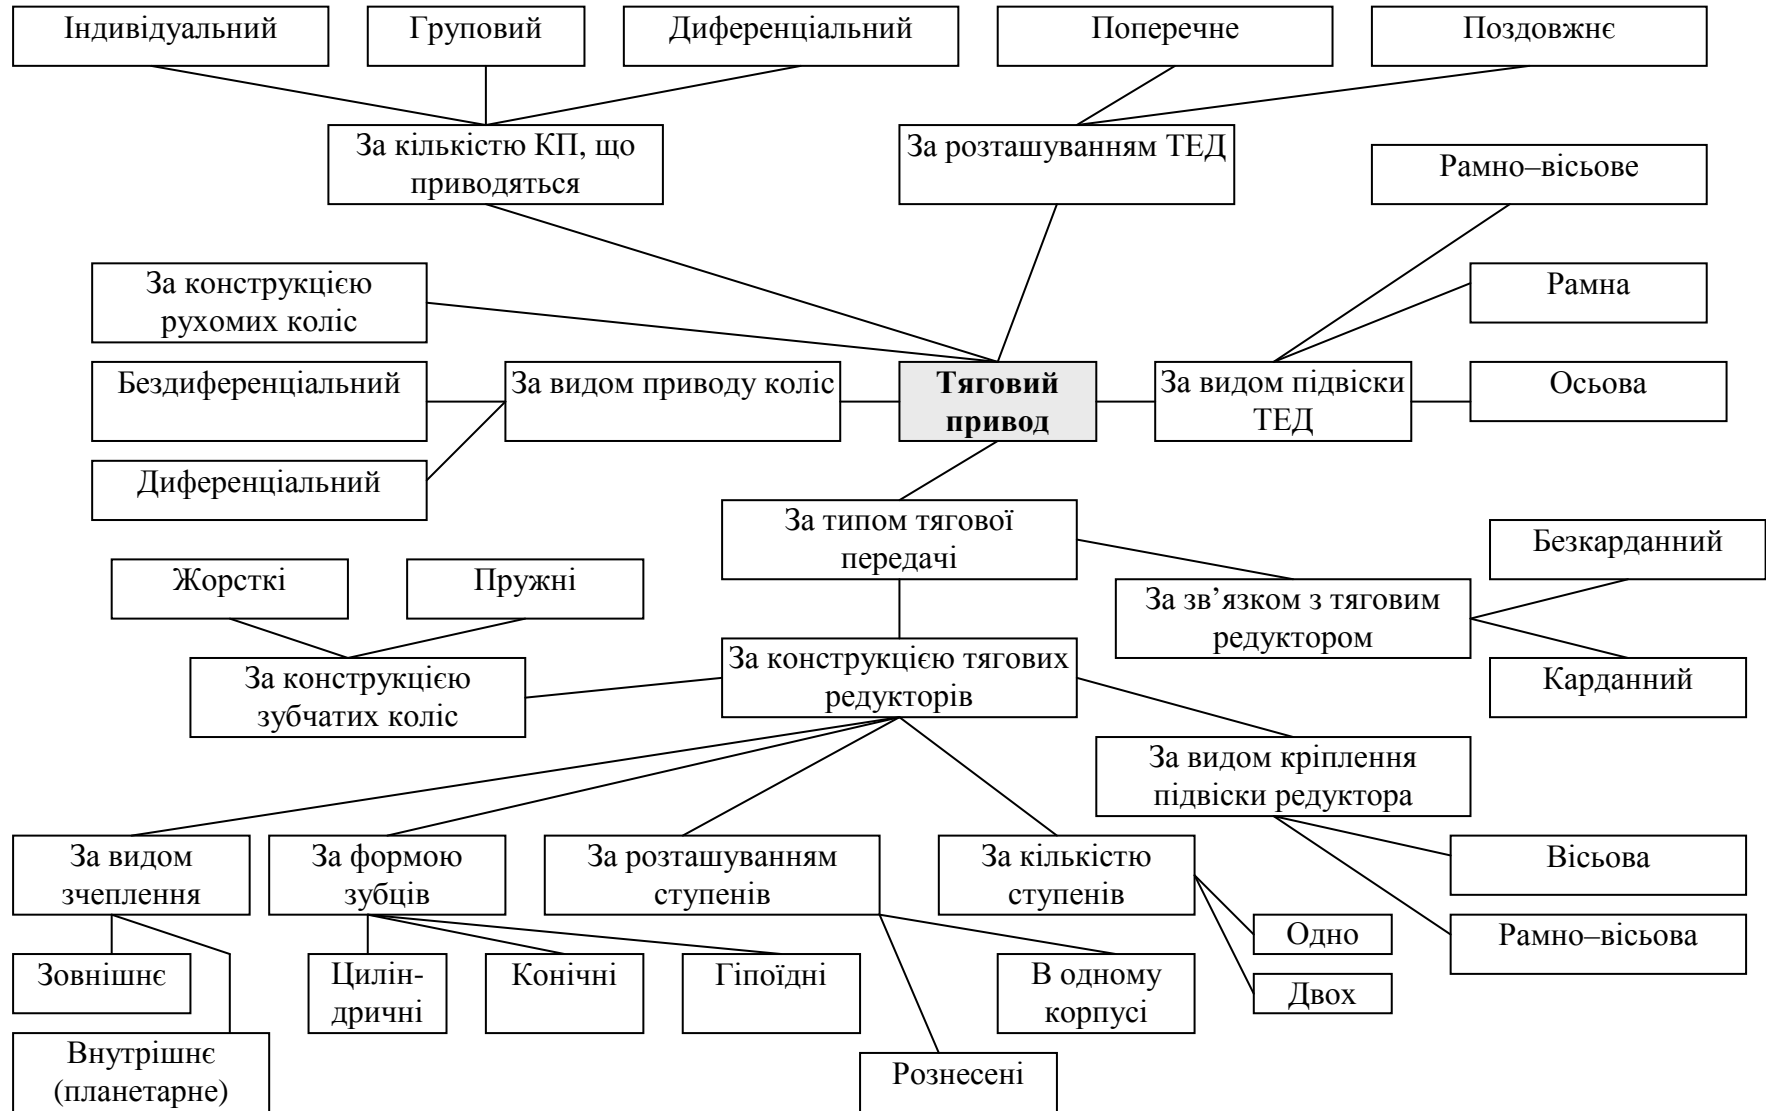 Індивідуальний
Груповий
Диференціальний
Поперечне
Поздовжнє
За кількістю КП, що
приводяться
За розташуванням ТЕД
Рамно–вісьове
За конструкцією
рухомих коліс
Рамна
Бездиференціальний
За видом приводу коліс
Тяговий
привод
За видом підвіски
ТЕД
Осьова
Диференціальний
За типом тягової
передачі
Безкарданний
Жорсткі
Пружні
За зв’язком з тяговим
редуктором
За конструкцією
зубчатих коліс
За конструкцією тягових
редукторів
Карданний
За видом кріплення
підвіски редуктора
За видом
зчеплення
За формою
зубців
За розташуванням
ступенів
За кількістю
ступенів
Вісьова
Одно
Рамно–вісьова
Зовнішнє
Цилін-
дричні
Конічні
Гіпоїдні
В одному
корпусі
Двох
Внутрішнє
(планетарне)
Рознесені